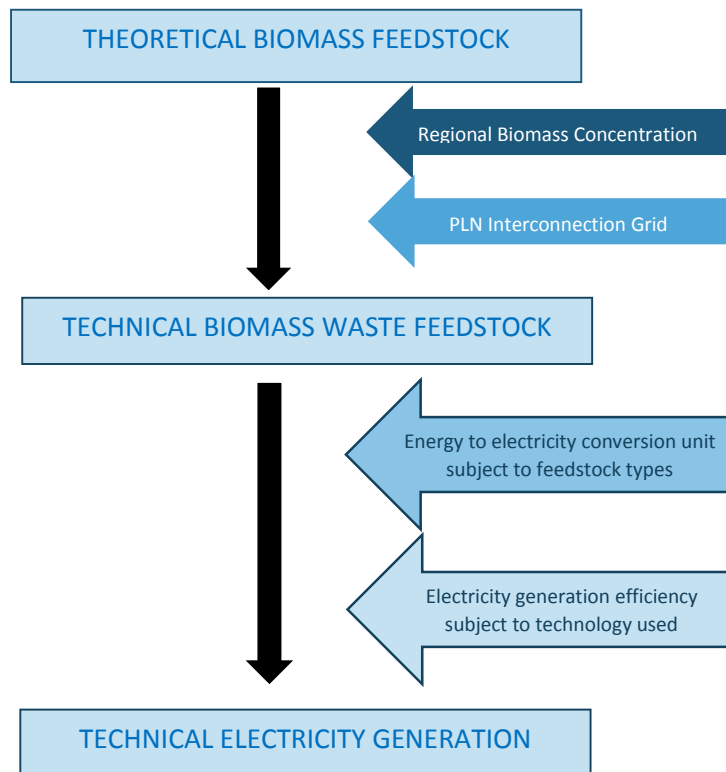 THEORETICAL BIOMASS FEEDSTOCK
Regional Biomass Concentration
PLN Interconnection Grid
TECHNICAL BIOMASS WASTE FEEDSTOCK
Energy to electricity conversion unit
subject to feedstock types
Electricity generation efficiency
subject to technology used
TECHNICAL ELECTRICITY GENERATION